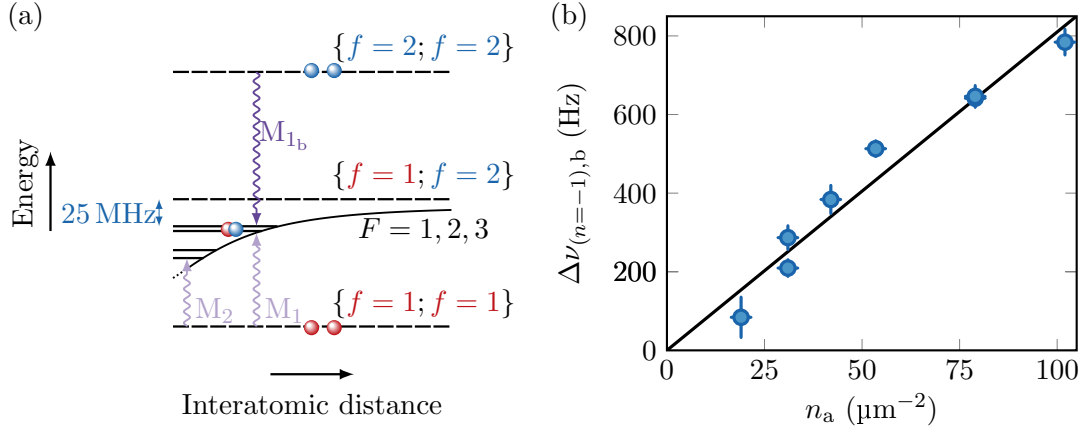 (a)
{f = 2; f = 2}
M1b
{f = 1; f = 2}
Energy
25 MHz
F = 1, 2, 3
{f = 1; f = 1}
M2
M1
Interatomic distance
(b)
Δν(n=−1),b (Hz)
800
600
400
200
0
0 25 50 75 100
na (µm−2)